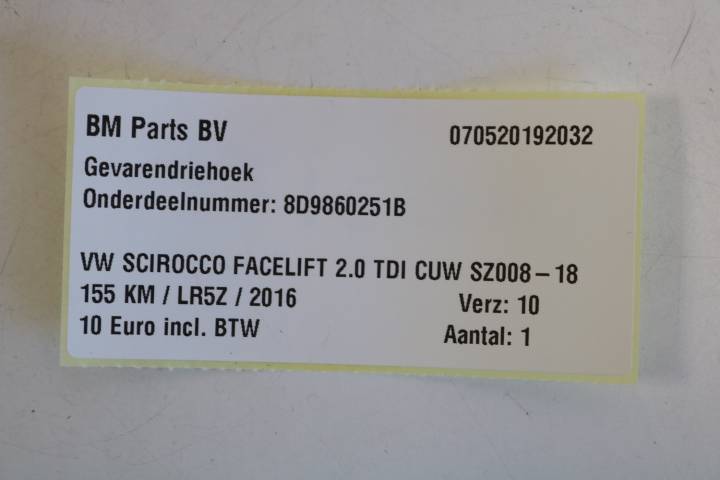 BM Parts BV 070520192032
Gevarendriehoek
Onderdeelnummer: 8D9860251B
VW SCIROCCO FACELIFT 2.0 TDI CUW SZ008-18
155 KM / LR5Z / 2016 Verz: 10
10 Euro incl. BTW Aantal: 1